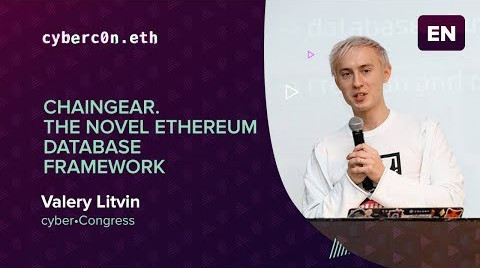 cyberc0n.eth
EN
CHAINGEAR.
THE NOVEL ETHEREUM
DATABASE
FRAMEWORK
Valery Litvin
cyber•Congress